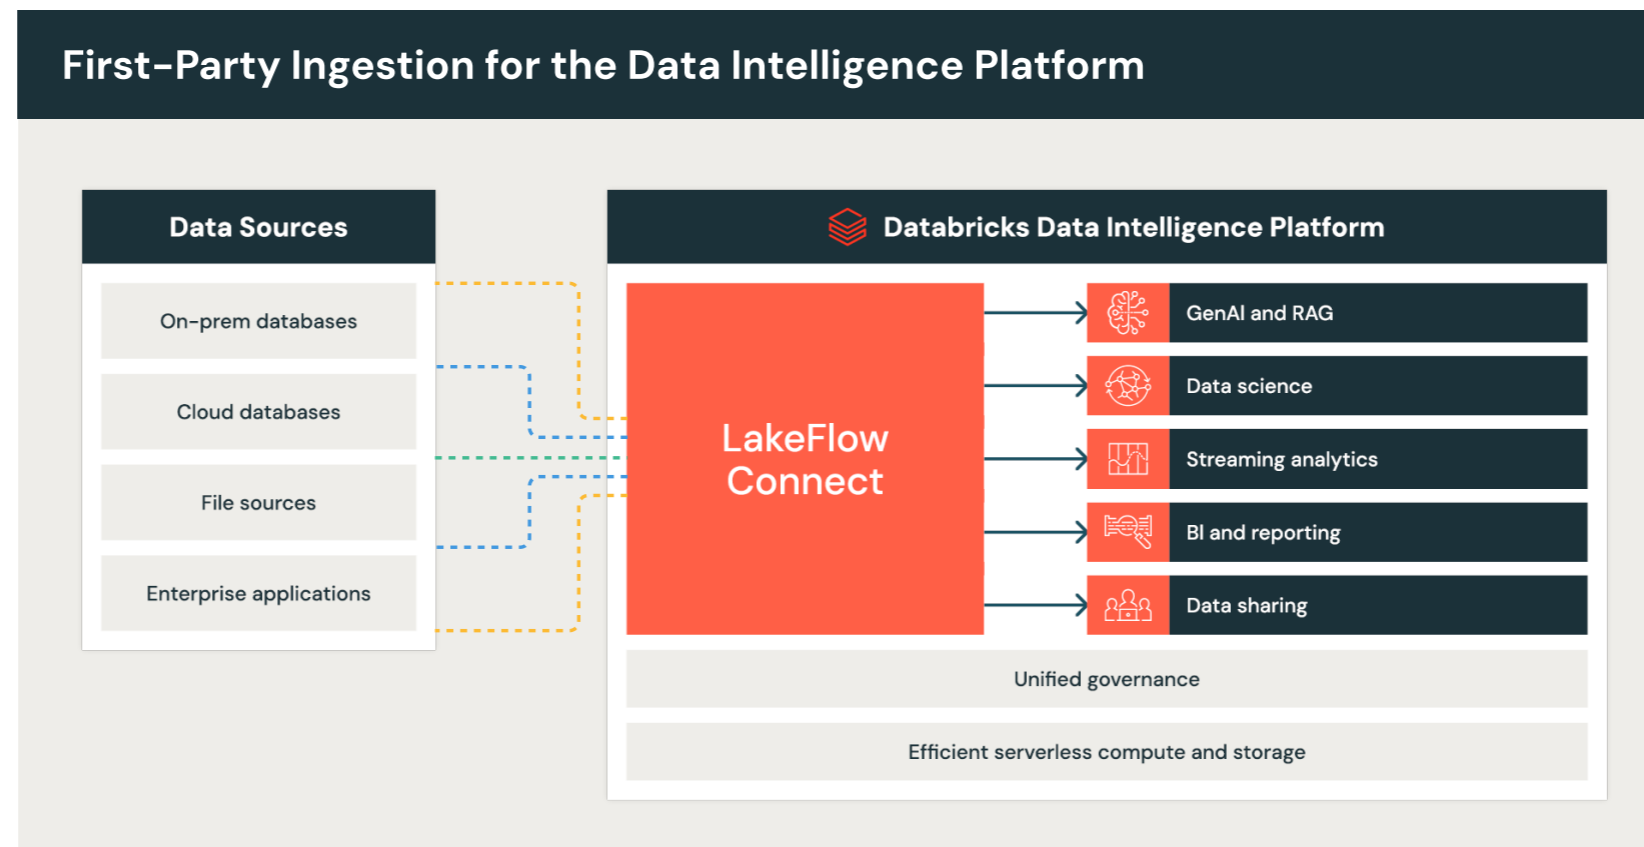 First-Party Ingestion for the Data Intelligence Platform
Data Sources
On-prem databases
Cloud databases
File sources
Enterprise applications
Databricks Data Intelligence Platform
LakeFlow
Connect
GenAI and RAG
Data science
Streaming analytics
BI and reporting
Data sharing
Unified governance
Efficient serverless compute and storage